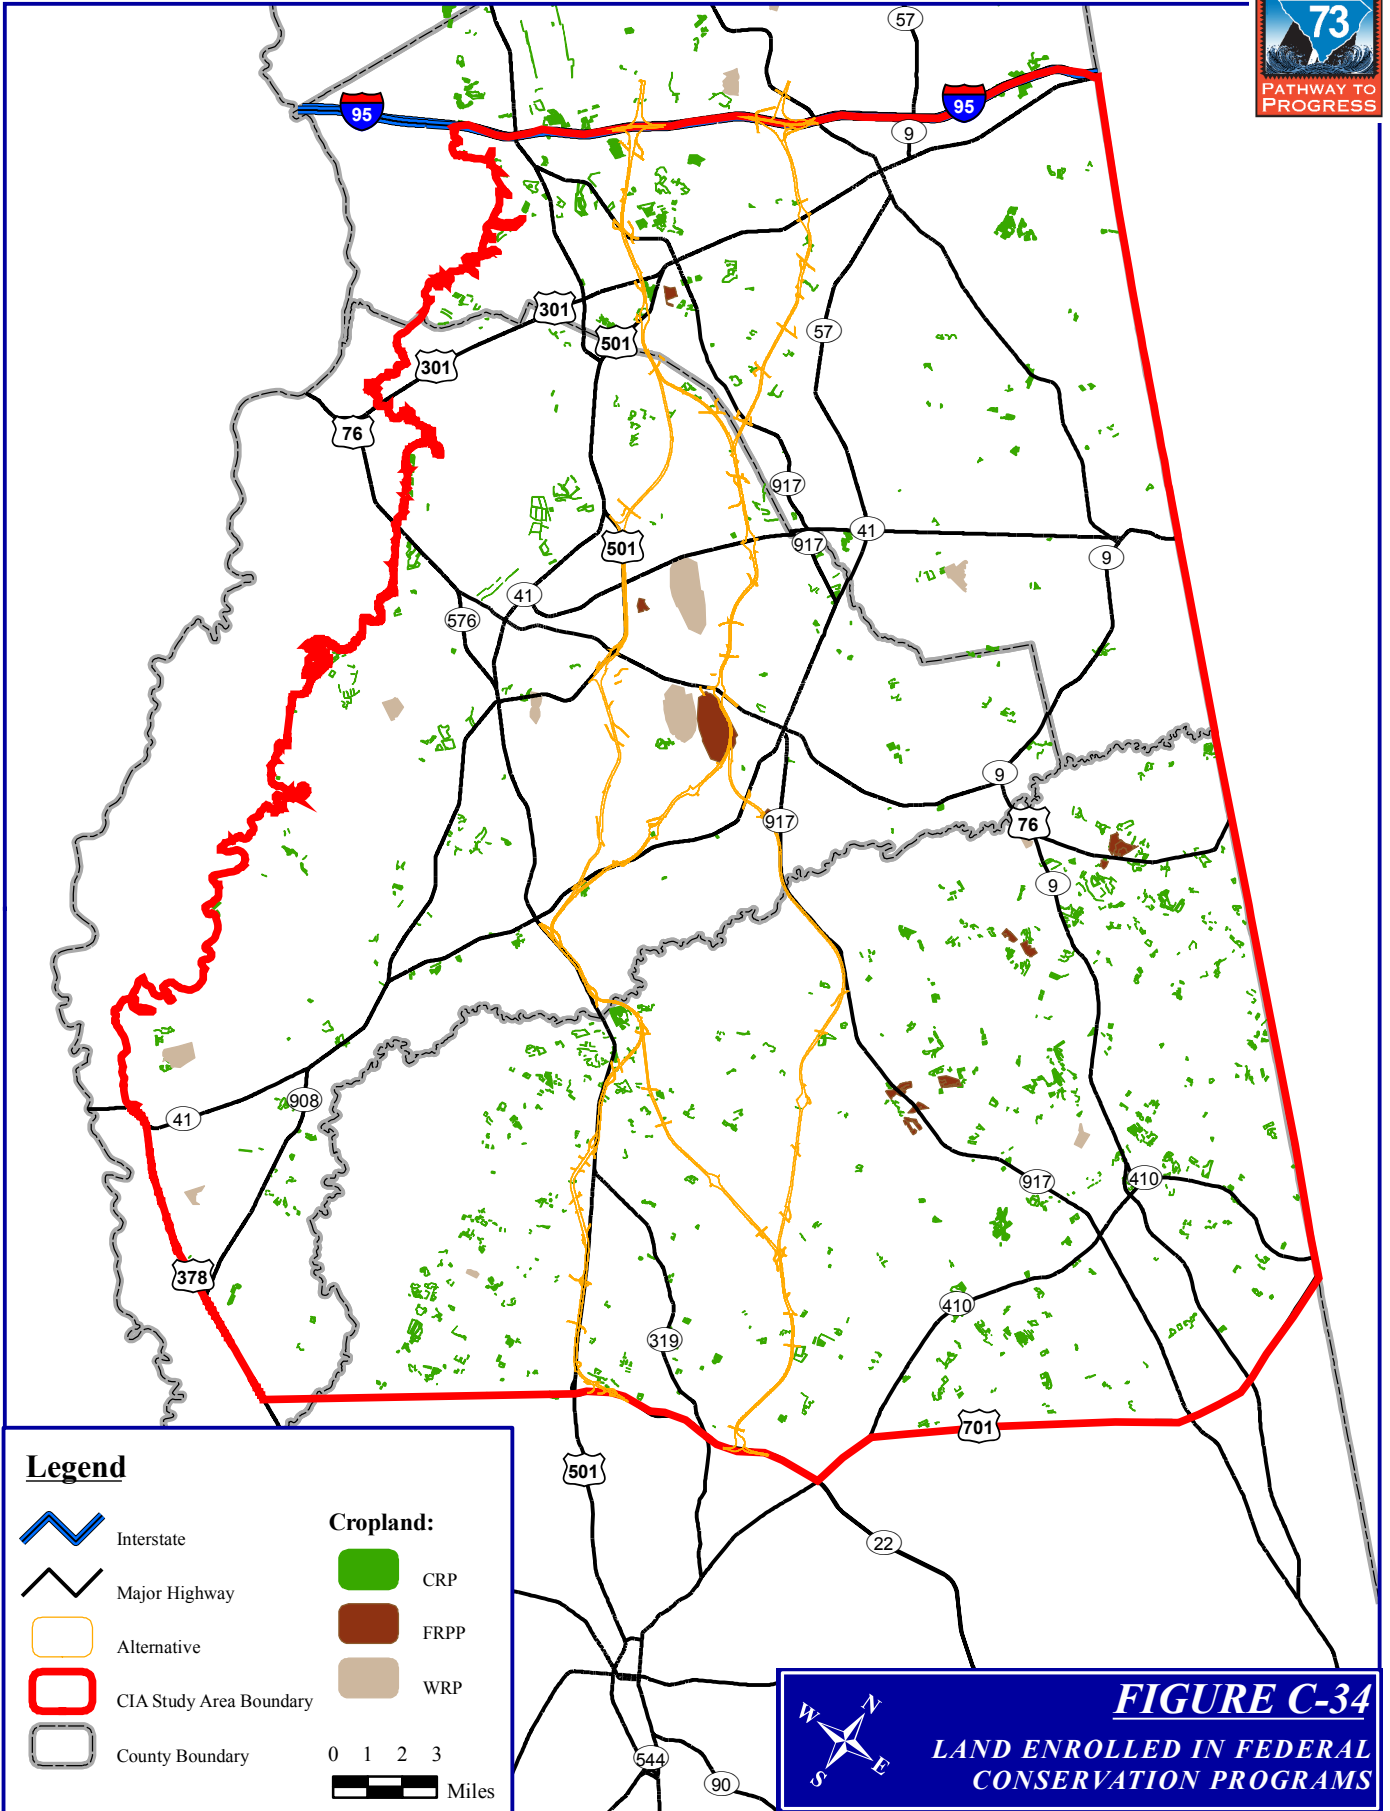 57
73
PATHWAY TO
PROGRESS
95
95
9
301
57
501
301
76
917
41
501
917
9
41
576
9
917
76
9
41
908
917
410
378
410
319
701
501
22
544
90
Legend
Interstate
Major Highway
Alternative
CIA Study Area Boundary
County Boundary
Cropland:
CRP
FRPP
WRP
0 1 2 3
Miles
N
W
E
S
FIGURE C-34
LAND ENROLLED IN FEDERAL
CONSERVATION PROGRAMS